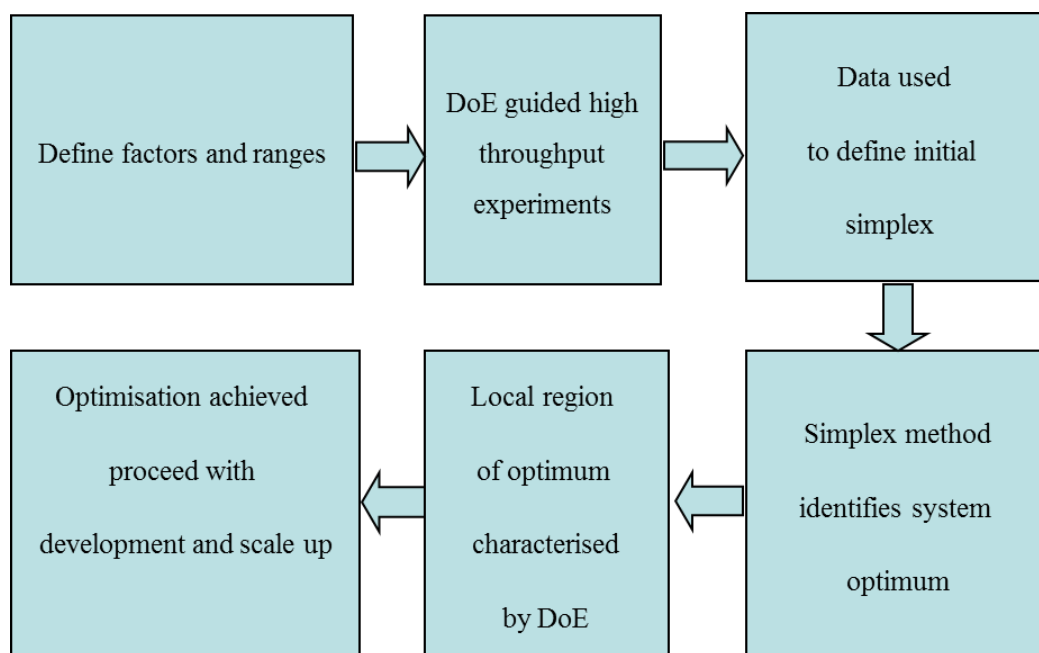 Define factors and ranges
DoE guided high
throughput
experiments
Data used
to define initial
simplex
Simplex method
identifies system
optimum
Local region
of optimum
characterised
by DoE
Optimisation achieved
proceed with
development and scale up